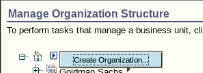 Manage Organization Structure
To perform tasks that manage a business unit, cli
Create Organization..
Goldman Sachs